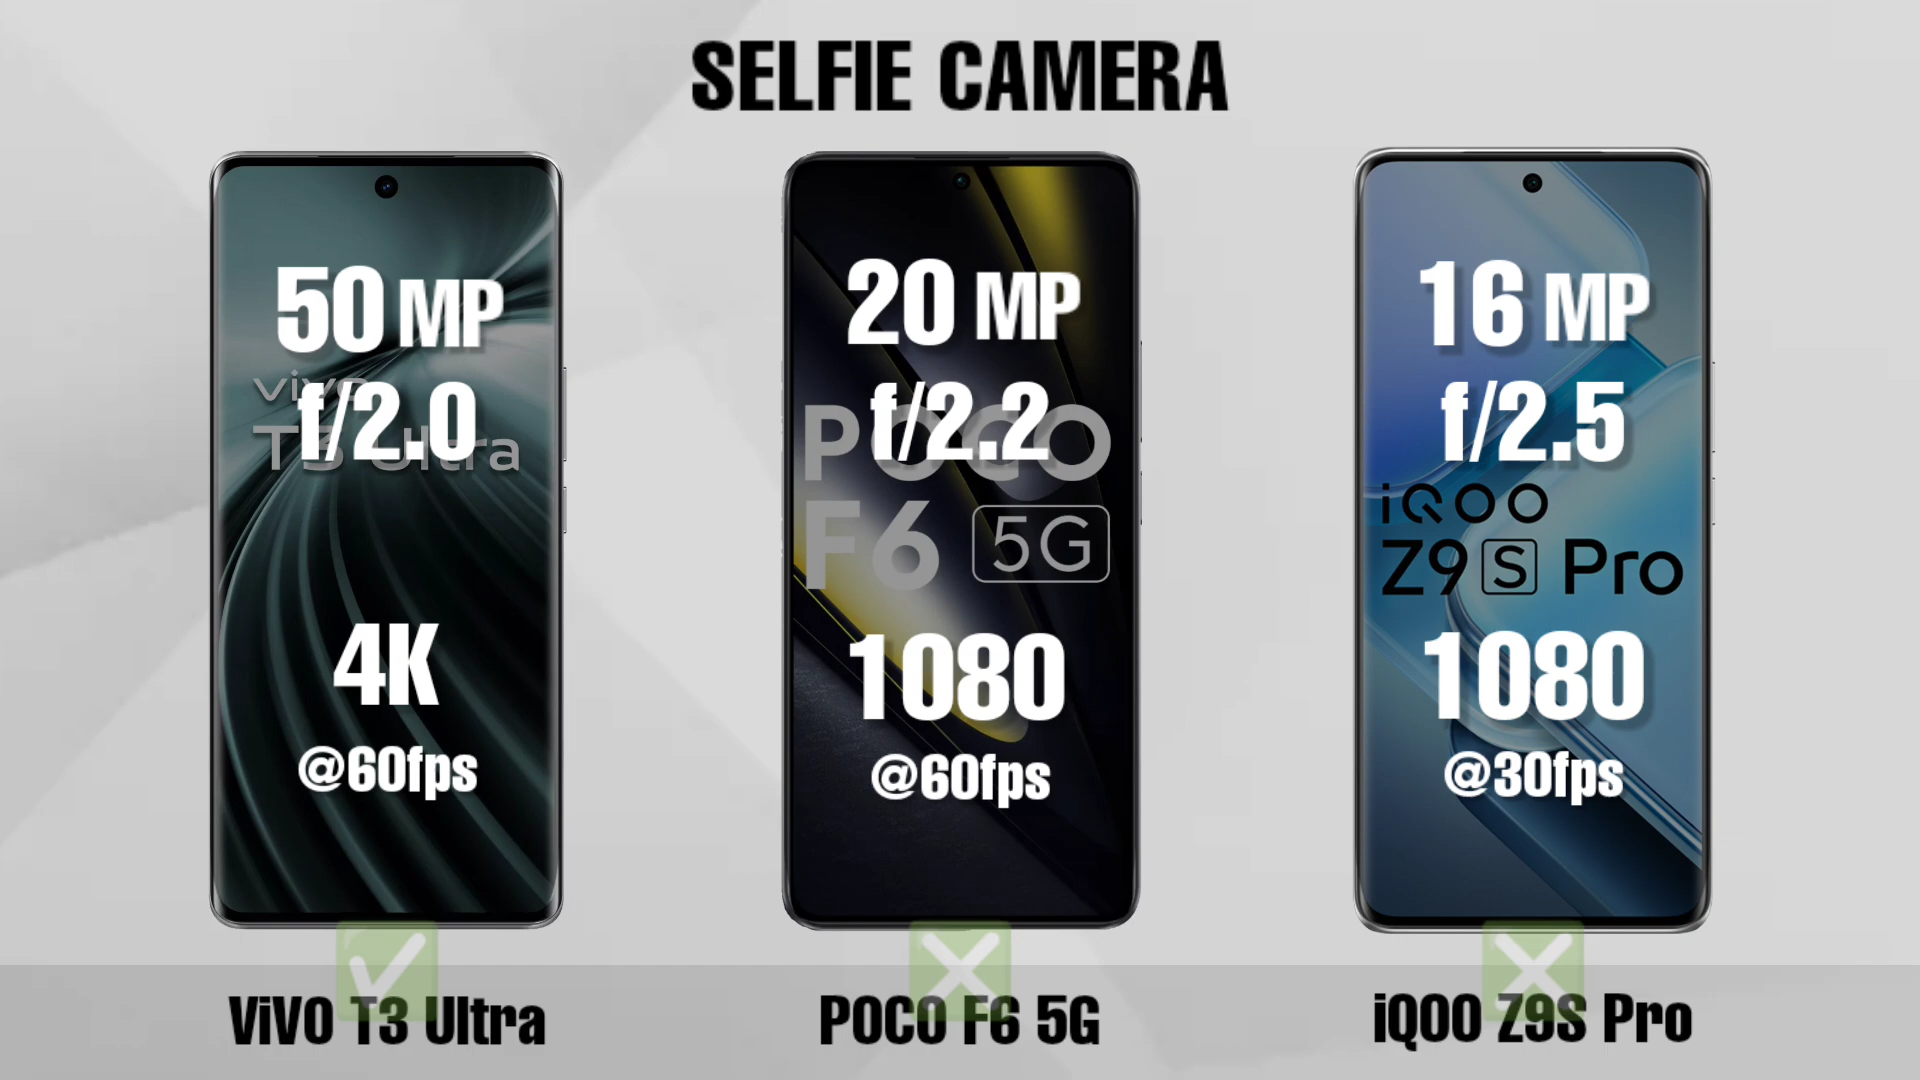 SELFIE CAMERA
50 MP
f/2.0
vivo
T3 Ultra
4K
@60fps
ViVO T3 Ultra
20 MP
f/2.2
POCO
F6 5G
1080
@60fps
POCO F6 5G
16 MP
f/2.5
iQOO
Z9S Pro
1080
@30fps
iQOO Z9S Pro